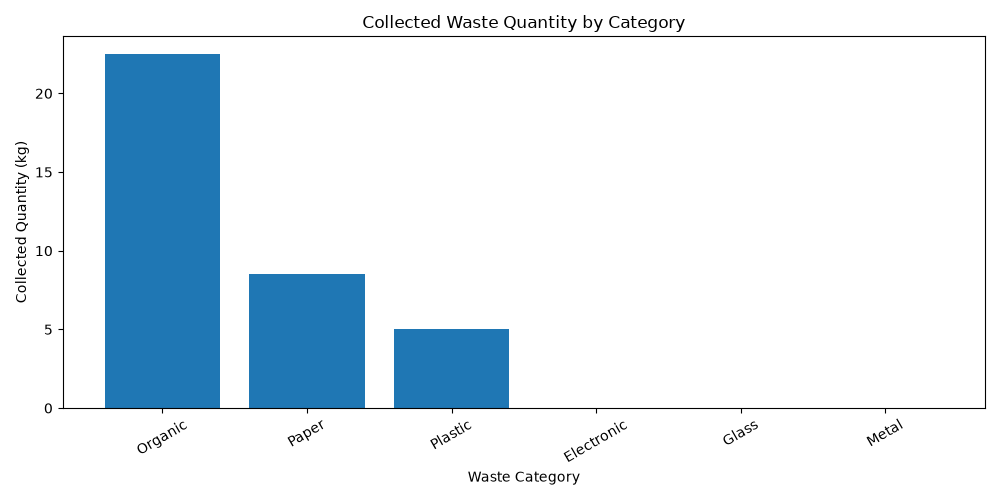 Collected Waste Quantity by Category
Collected Quantity (kg)
20
15
10
5
0
Organic
Paper
Plastic
Electronic
Glass
Metal
Waste Category